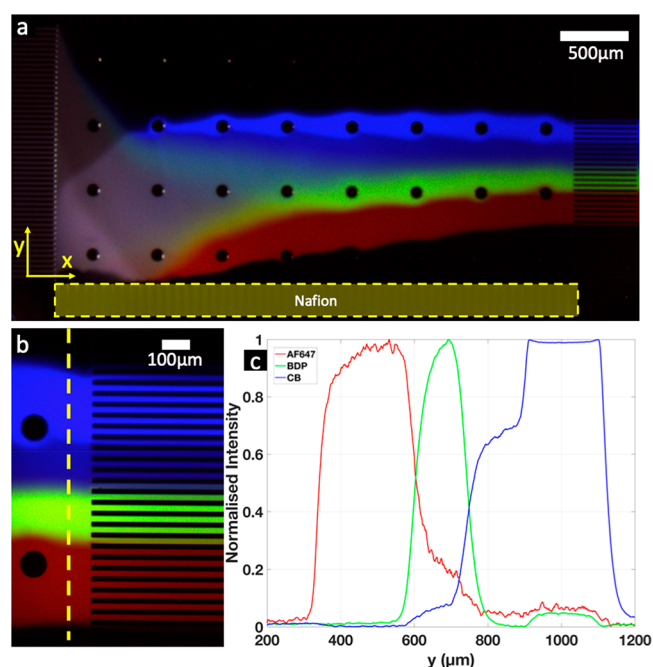 a
500µm
y
x
Nafion
b
100µm
c
AF647
BDP
CB
Normalised Intensity
1
0.8
0.6
0.4
0.2
0
200 400 600 800 1000 1200
y (µm)